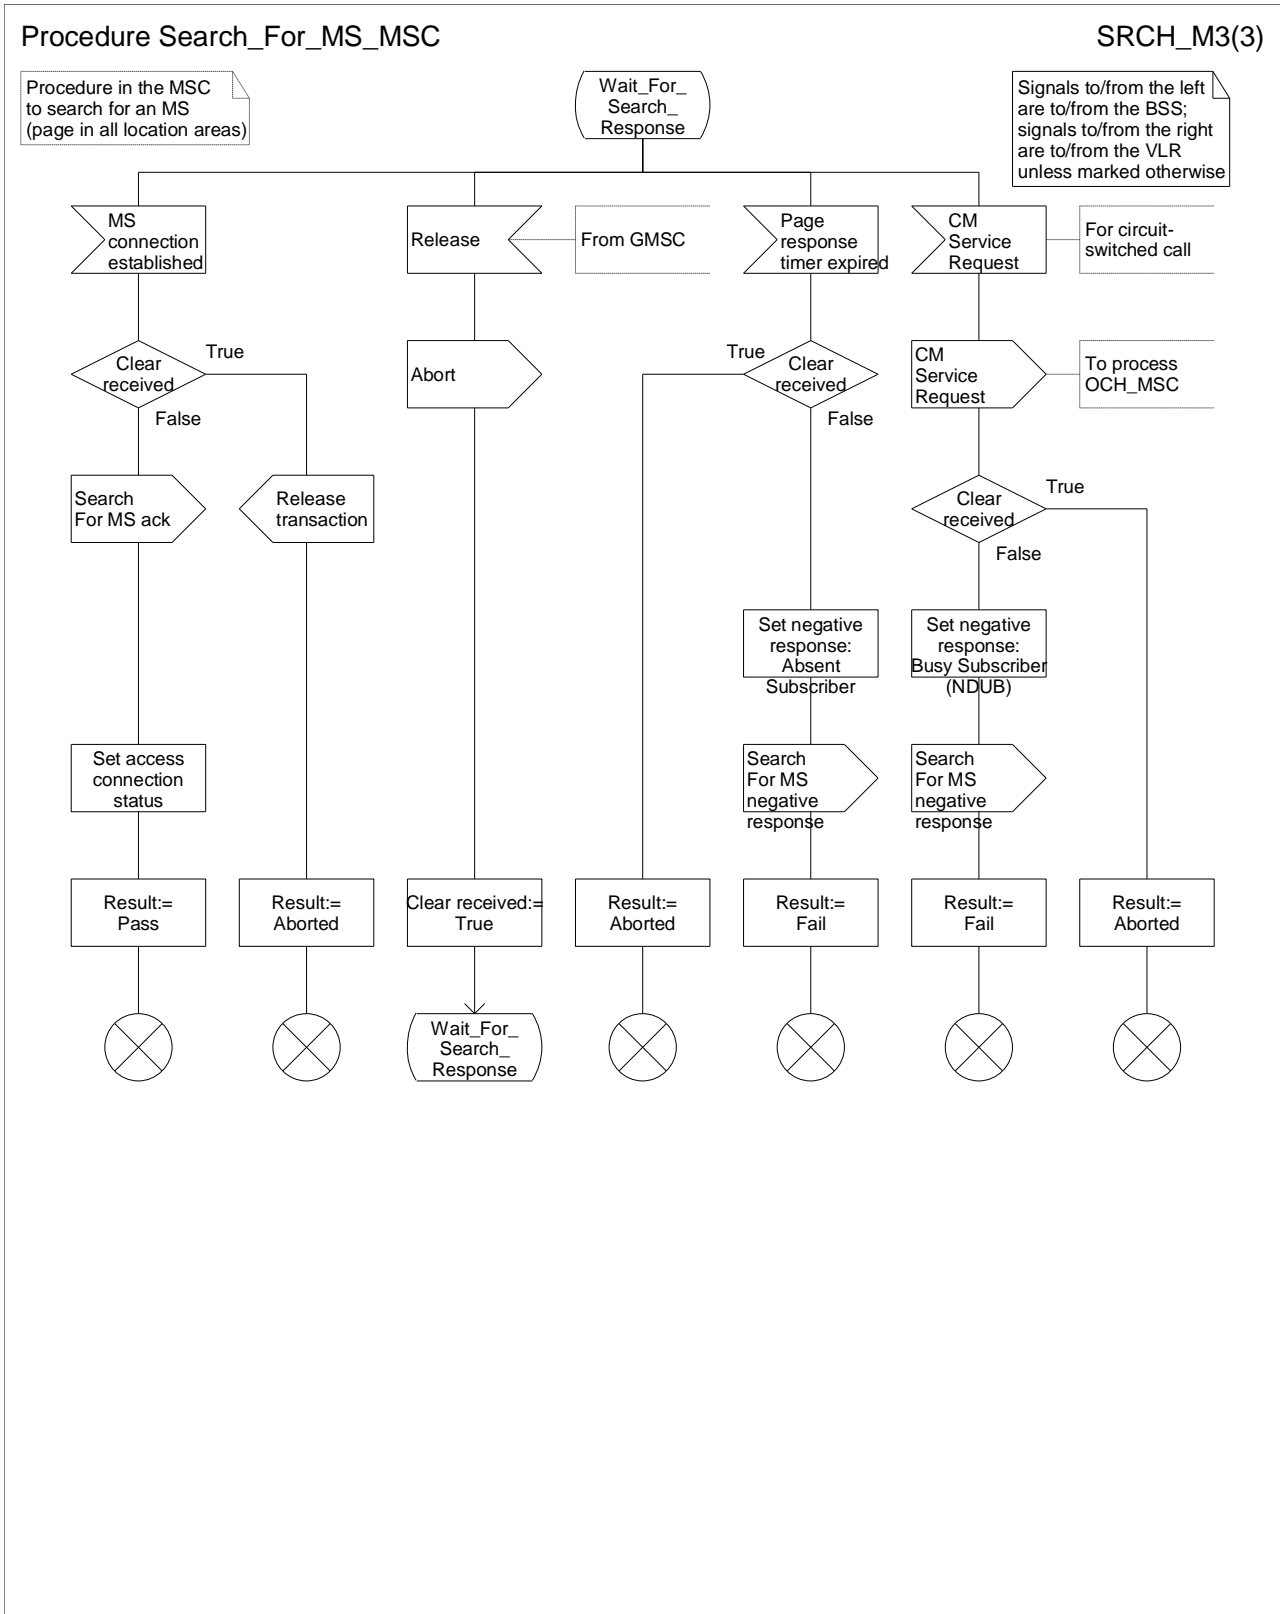 Procedure Search_For_MS_MSC
SRCH_M3(3)
Procedure in the MSC
to search for an MS
(page in all location areas)
Wait_For_
Search_
Response
Signals to/from the left
are to/from the BSS;
signals to/from the right
are to/from the VLR
unless marked otherwise
MS
connection
established
Release
From GMSC
Page
response
timer expired
CM
Service
Request
For circuit-
switched call
Clear
received
True
False
Abort
True
Clear
received
False
CM
Service
Request
To process
OCH_MSC
Search
For MS ack
Release
transaction
Clear
received
True
False
Set negative
response:
Absent
Subscriber
Set negative
response:
Busy Subscriber
(NDUB)
Set access
connection
status
Search
For MS
negative
response
Search
For MS
negative
response
Result:=
Pass
Result:=
Aborted
Clear received:=
True
Result:=
Aborted
Result:=
Fail
Result:=
Fail
Result:=
Aborted
Wait_For_
Search_
Response